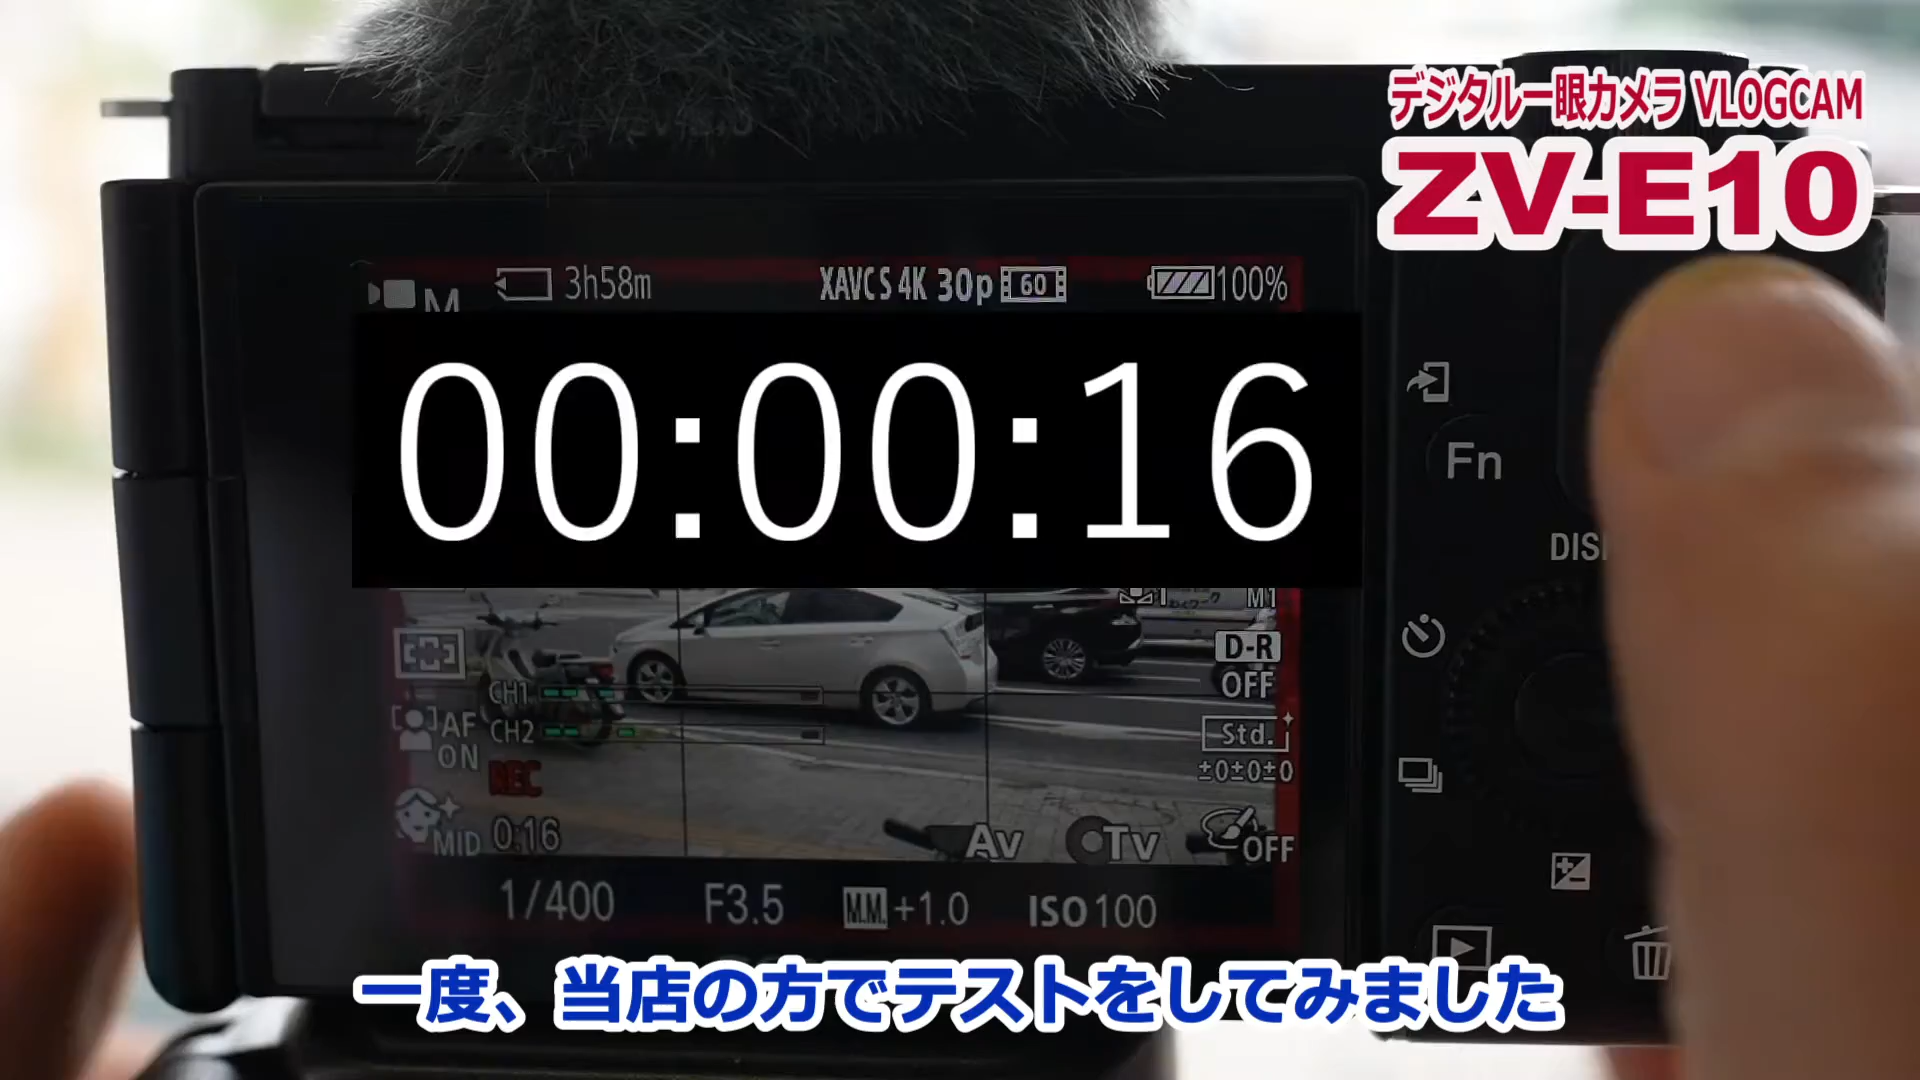 デジタル一眼カメラ VLOGCAM
ZV-E10
3h58m XAVC S 4K 30p 60 100%
M
00:00:16
Fn
DISP
M1
D-R
OFF
CH1
CH2
AF
ON
Std.
±0±0±0
REC
MID 0:16
Av Tv OFF
1/400 F3.5 M.M. +1.0 ISO 100
一度、当店の方でテストをしてみました